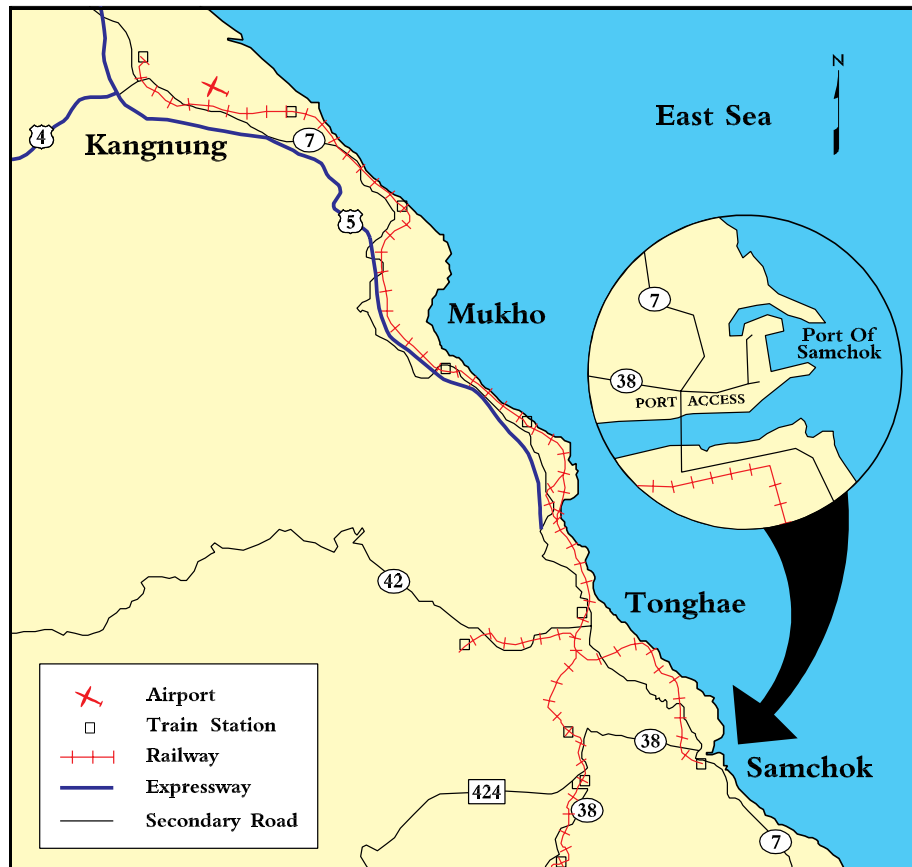 N
East Sea
4
Kangnung
7
5
7
Mukho
Port Of
Samchok
38
PORT ACCESS
42
Tonghae
Airport
Train Station
Railway
Expressway
Secondary Road
38
Samchok
424
38
7